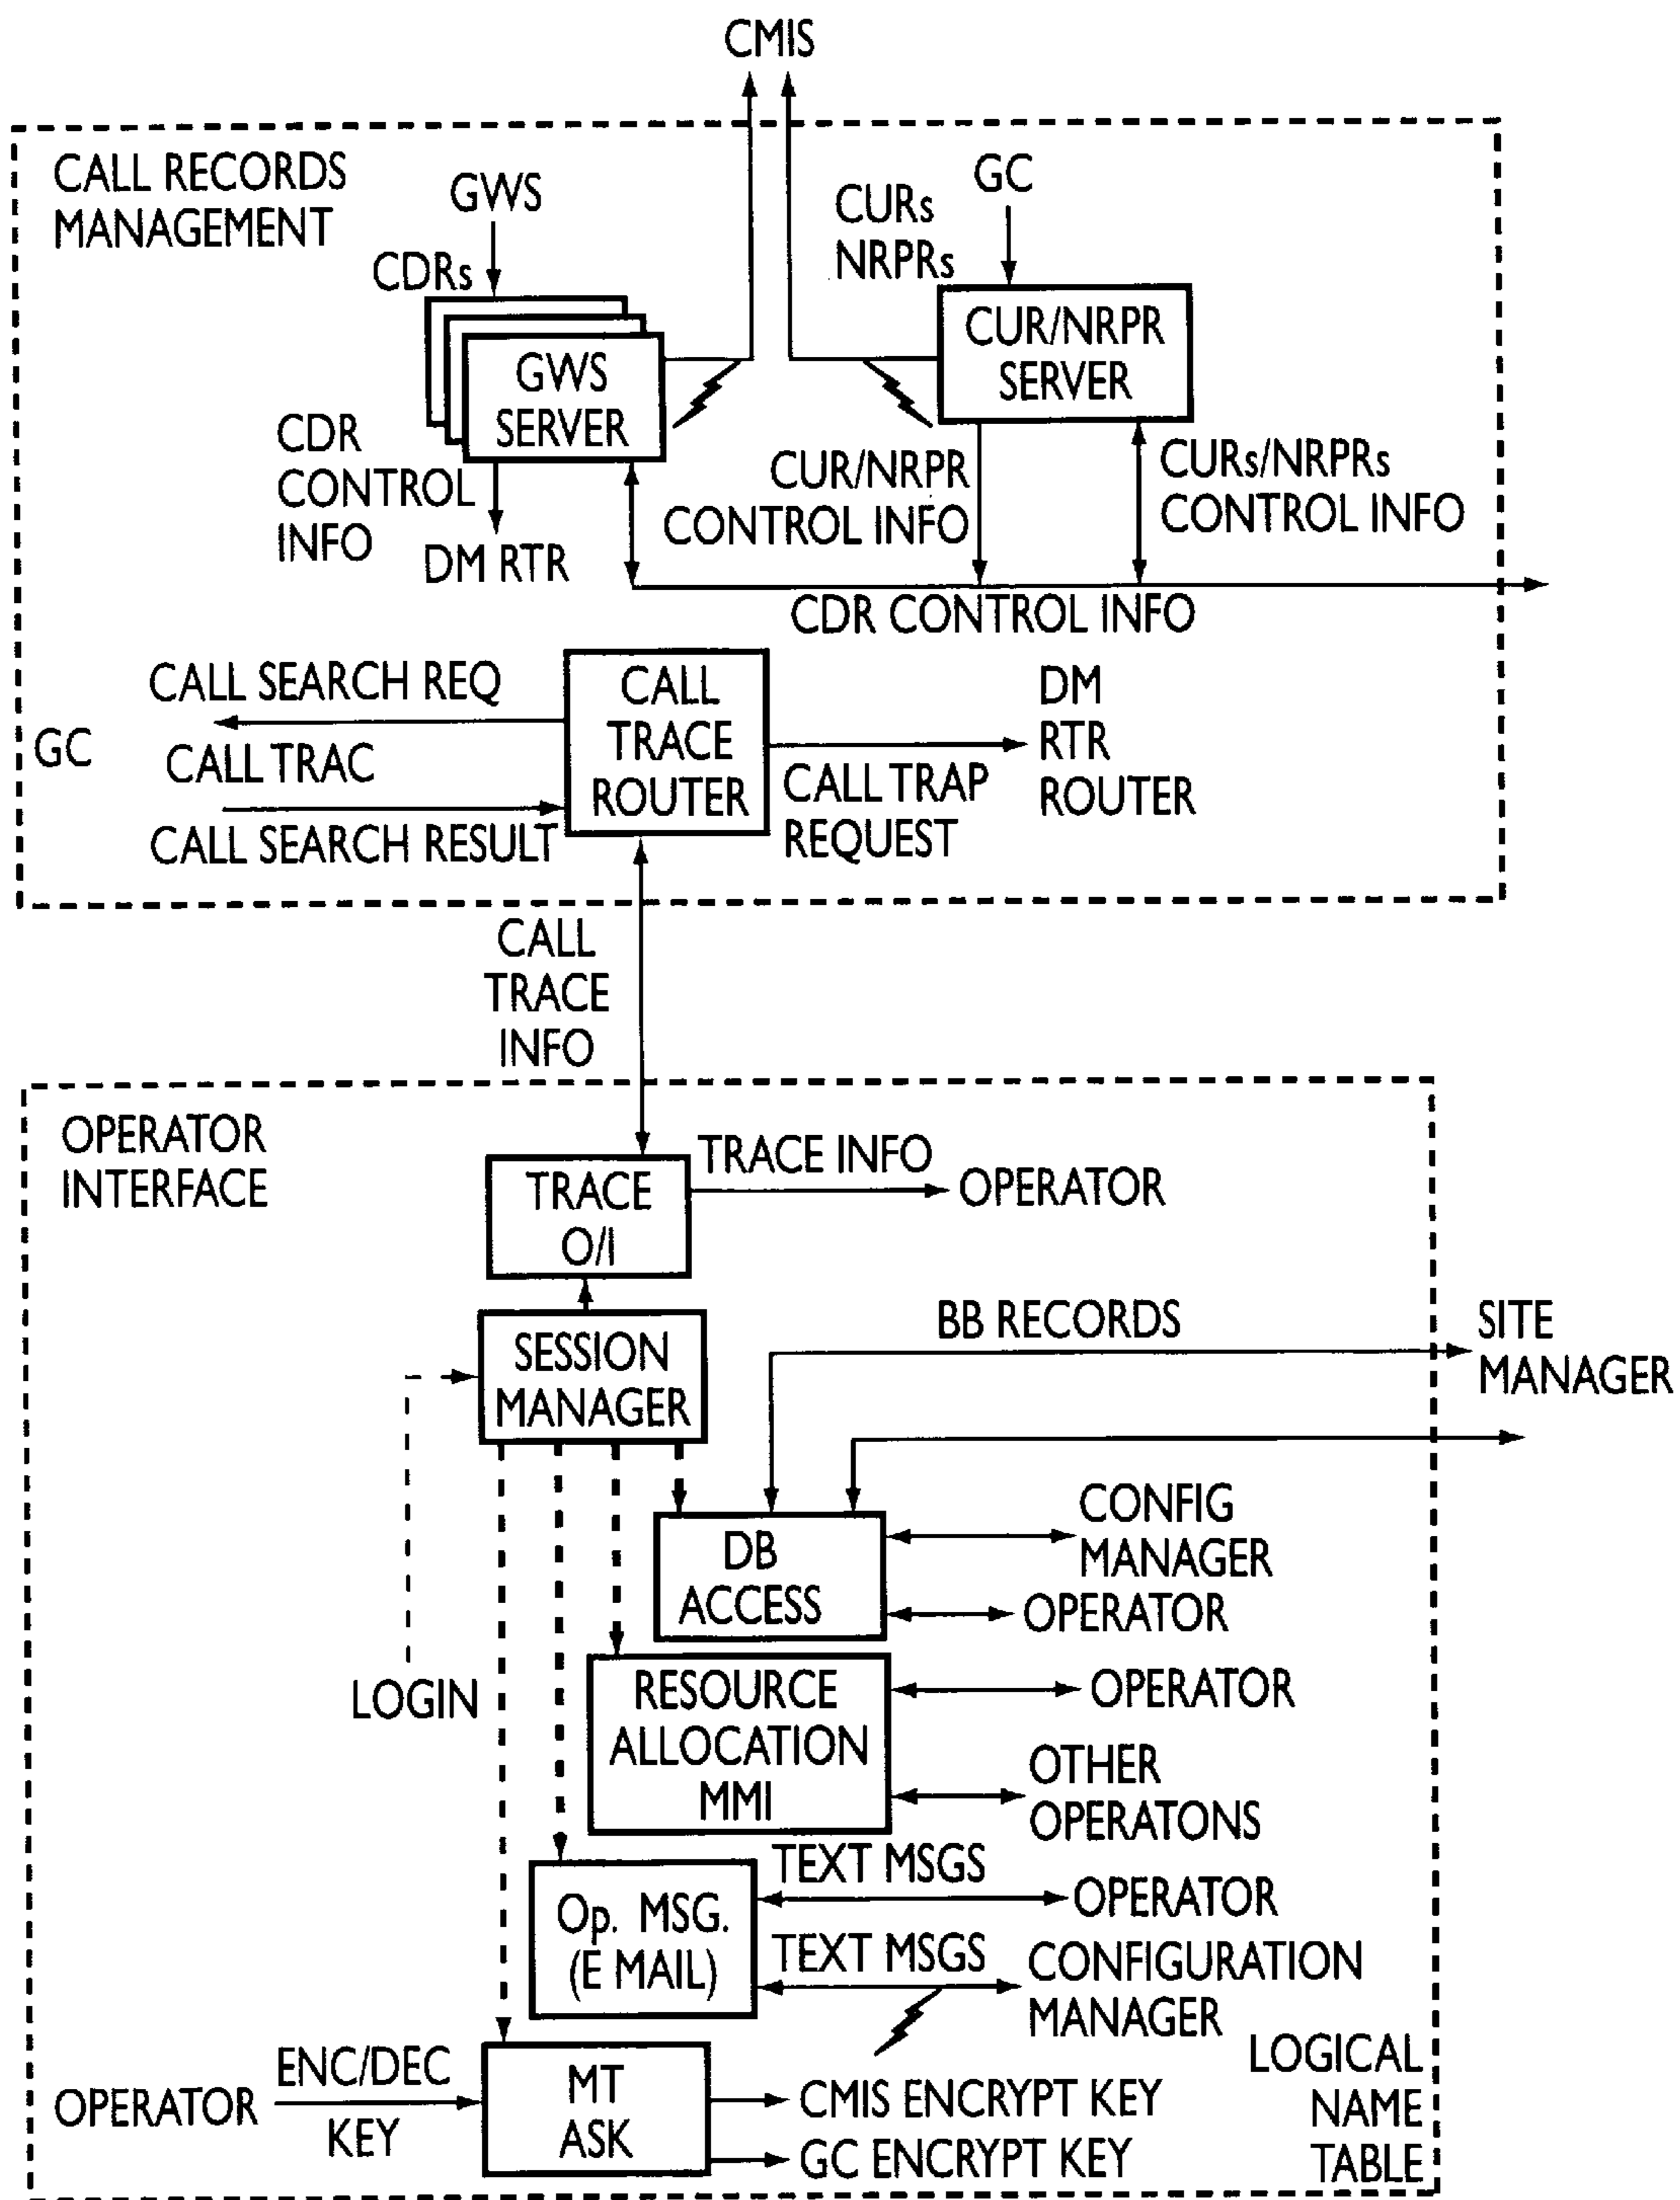 CMIS
CALL RECORDS
MANAGEMENT
GWS
CDRs
CURs
NRPRs
GC
GWS
SERVER
CUR/NRPR
SERVER
CDR
CONTROL
INFO
DM RTR
CUR/NRPR
CONTROL INFO
CURs/NRPRs
CONTROL INFO
CDR CONTROL INFO
CALL SEARCH REQ
GC
CALL TRAC
CALL SEARCH RESULT
CALL
TRACE
ROUTER
CALL TRAP
REQUEST
DM
RTR
ROUTER
CALL
TRACE
INFO
OPERATOR
INTERFACE
TRACE
O/I
TRACE INFO
OPERATOR
SESSION
MANAGER
BB RECORDS
SITE
MANAGER
LOGIN
DB
ACCESS
CONFIG
MANAGER
OPERATOR
RESOURCE
ALLOCATION
MMI
OPERATOR
OTHER
OPERATONS
Op. MSG.
(E MAIL)
TEXT MSGS
OPERATOR
TEXT MSGS
CONFIGURATION
MANAGER
OPERATOR
ENC/DEC
KEY
MT
ASK
CMIS ENCRYPT KEY
GC ENCRYPT KEY
LOGICAL
NAME
TABLE